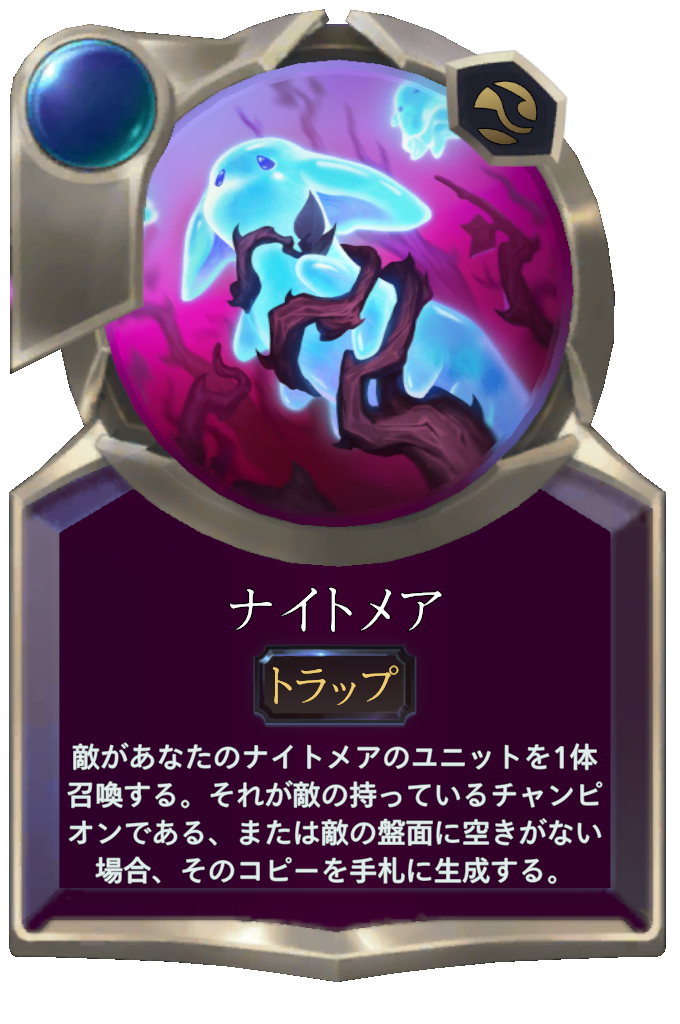 ナイトメア
トラップ
敵があなたのナイトメアのユニットを1体
召喚する。それが敵の持っているチャンピ
オンである、または敵の盤面に空きがない
場合、そのコピーを手札に生成する。